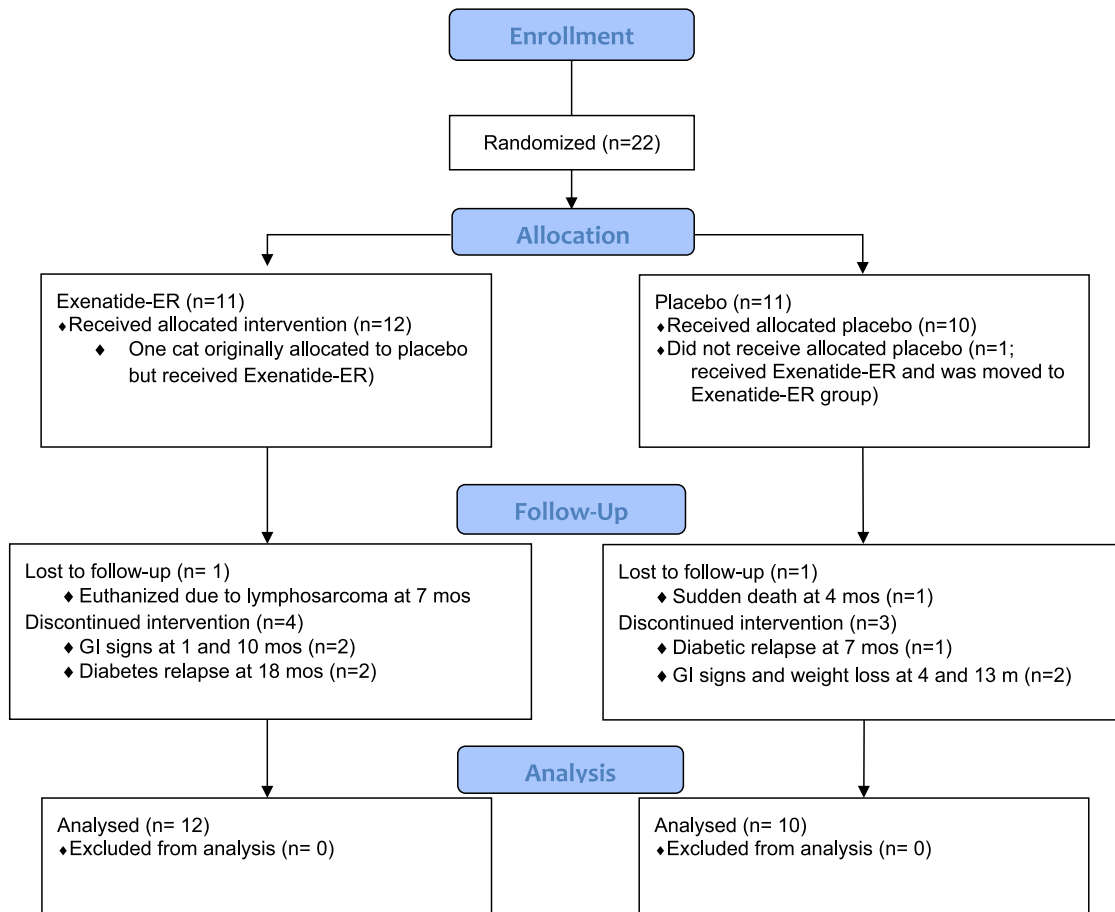 Enrollment
Randomized (n=22)
Allocation
Exenatide-ER (n=11)
♦Received allocated intervention (n=12)
♦ One cat originally allocated to placebo
but received Exenatide-ER)
Placebo (n=11)
♦Received allocated placebo (n=10)
♦Did not receive allocated placebo (n=1;
received Exenatide-ER and was moved to
Exenatide-ER group)
Follow-Up
Lost to follow-up (n= 1)
♦ Euthanized due to lymphosarcoma at 7 mos
Discontinued intervention (n=4)
♦ GI signs at 1 and 10 mos (n=2)
♦ Diabetes relapse at 18 mos (n=2)
Lost to follow-up (n=1)
♦ Sudden death at 4 mos (n=1)
Discontinued intervention (n=3)
♦ Diabetic relapse at 7 mos (n=1)
♦ GI signs and weight loss at 4 and 13 m (n=2)
Analysis
Analysed (n= 12)
♦Excluded from analysis (n= 0)
Analysed (n= 10)
♦Excluded from analysis (n= 0)